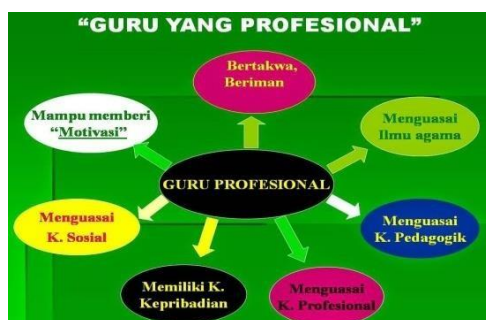 “GURU YANG PROFESIONAL”
Bertakwa,
Beriman
Mampu memberi
“Motivasi”
Menguasai
Ilmu agama
GURU PROFESIONAL
Menguasai
K. Sosial
Menguasai
K. Pedagogik
Memiliki K.
Kepribadian
Menguasai
K. Profesional